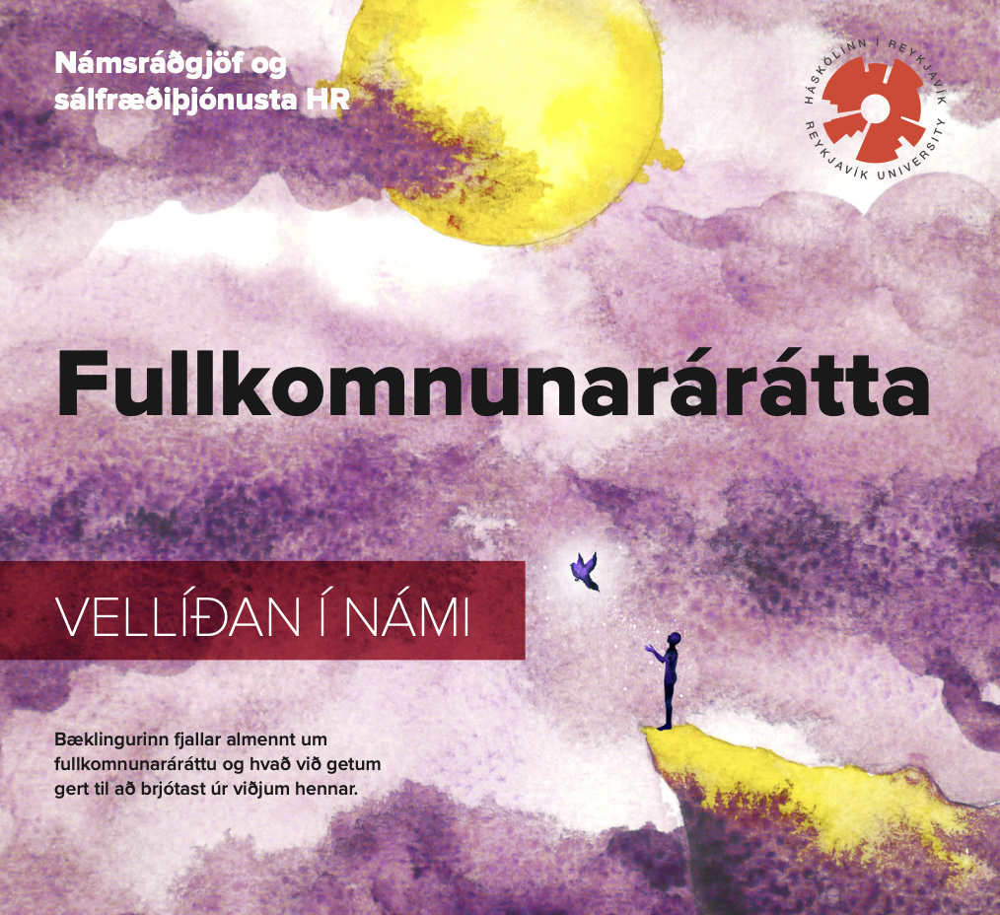 Námsráðgjöf og
sálfræðiþjónusta HR
HÁSKÓLINN Í REYKJAVÍK
REYKJAVÍK UNIVERSITY
Fullkomnunarárátta
VELLÍÐAN Í NÁMI
Bæklingurinn fjallar almennt um
fullkomnunaráráttu og hvað við getum
gert til að brjótast úr viðjum hennar.